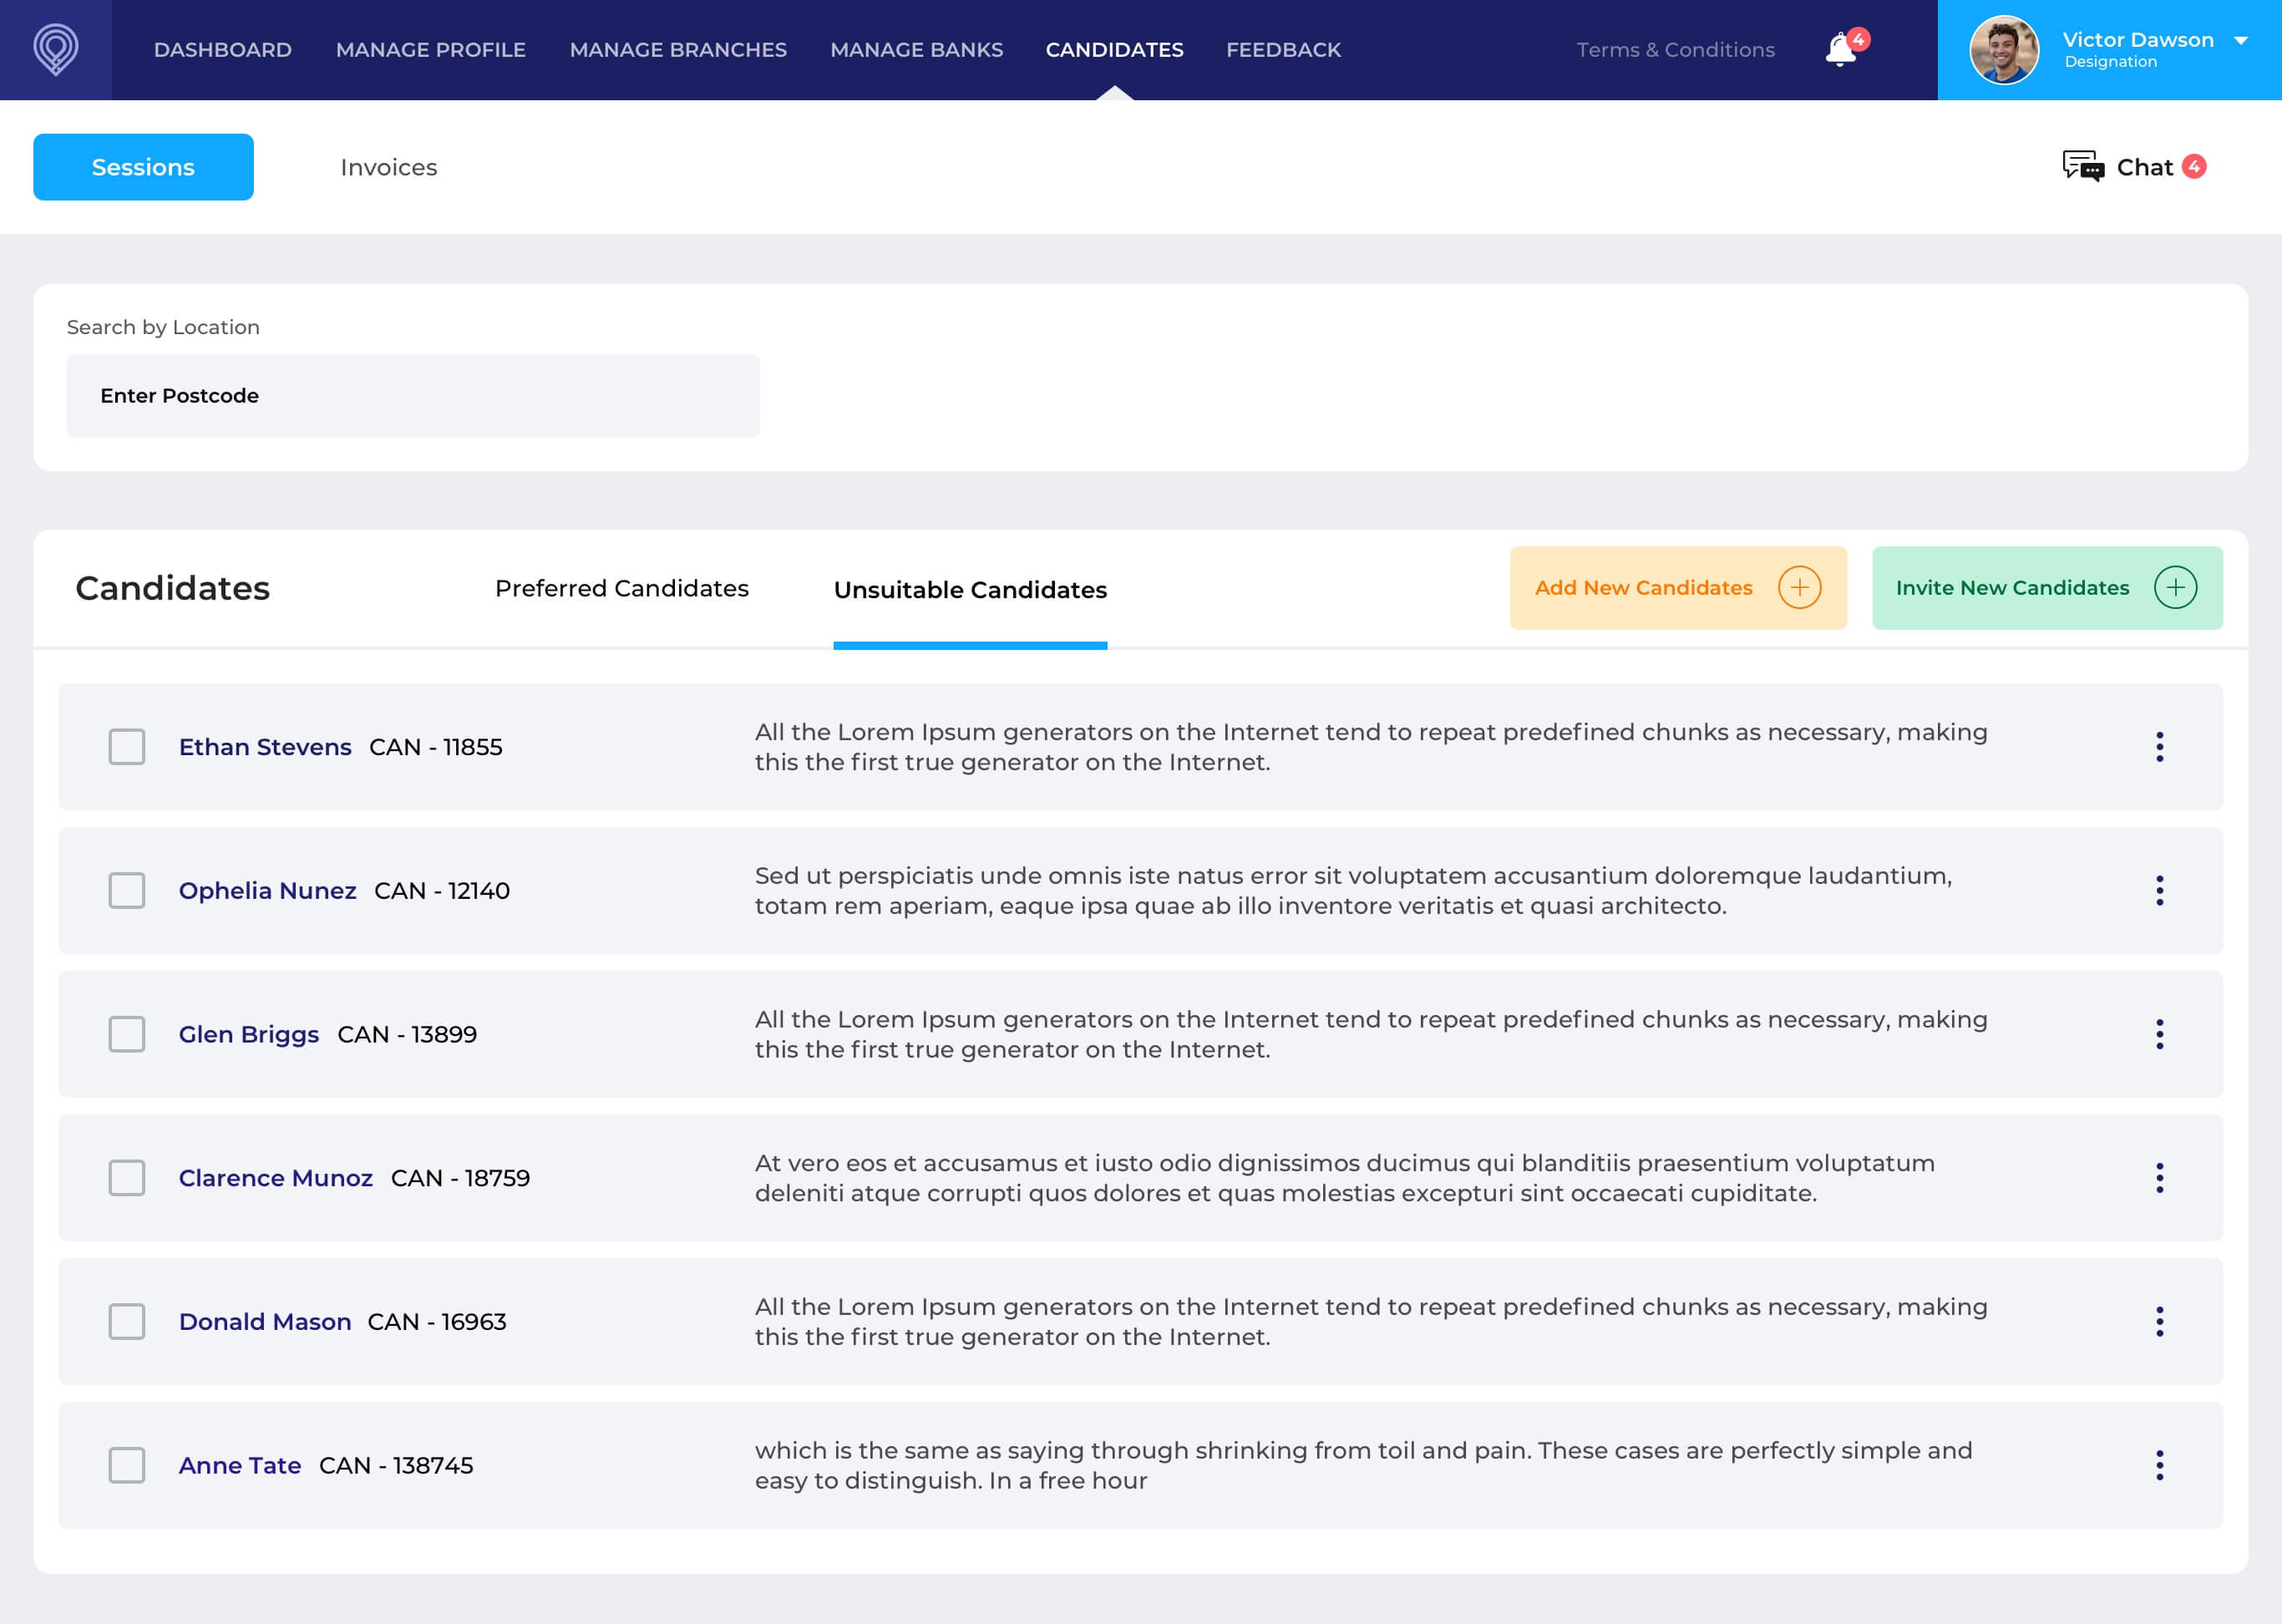 DASHBOARD MANAGE PROFILE MANAGE BRANCHES MANAGE BANKS CANDIDATES FEEDBACK Terms & Conditions 4 Victor Dawson
Designation
Sessions Invoices Chat 4
Search by Location
Enter Postcode
Candidates Preferred Candidates Unsuitable Candidates Add New Candidates Invite New Candidates
Ethan Stevens CAN - 11855
All the Lorem Ipsum generators on the Internet tend to repeat predefined chunks as necessary, making
this the first true generator on the Internet.
Ophelia Nunez CAN - 12140
Sed ut perspiciatis unde omnis iste natus error sit voluptatem accusantium doloremque laudantium,
totam rem aperiam, eaque ipsa quae ab illo inventore veritatis et quasi architecto.
Glen Briggs CAN - 13899
All the Lorem Ipsum generators on the Internet tend to repeat predefined chunks as necessary, making
this the first true generator on the Internet.
Clarence Munoz CAN - 18759
At vero eos et accusamus et iusto odio dignissimos ducimus qui blanditiis praesentium voluptatum
deleniti atque corrupti quos dolores et quas molestias excepturi sint occaecati cupiditate.
Donald Mason CAN - 16963
All the Lorem Ipsum generators on the Internet tend to repeat predefined chunks as necessary, making
this the first true generator on the Internet.
Anne Tate CAN - 138745
which is the same as saying through shrinking from toil and pain. These cases are perfectly simple and
easy to distinguish. In a free hour